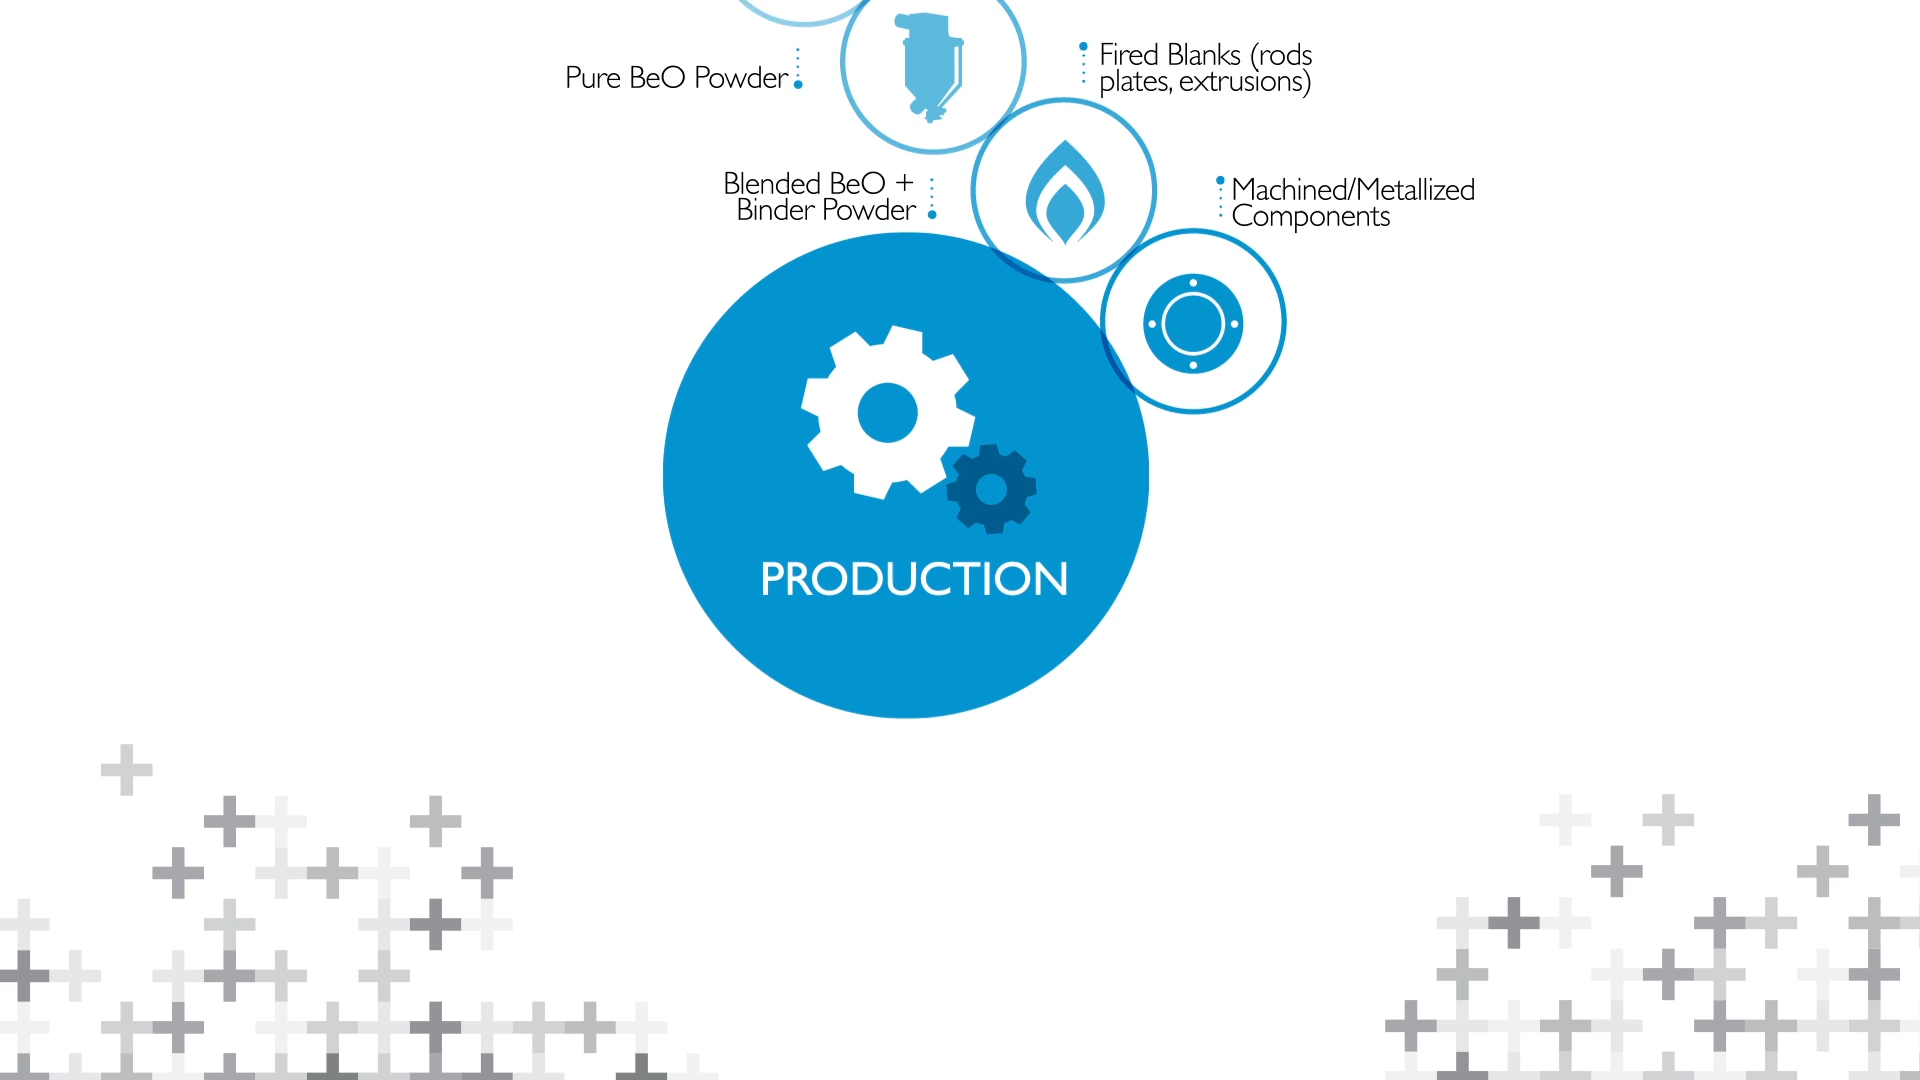 Pure BeO Powder
Fired Blanks (rods
plates, extrusions)
Blended BeO +
Binder Powder
Machined/Metallized
Components
PRODUCTION